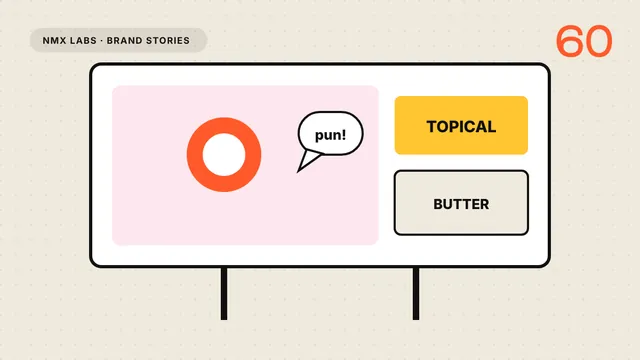 NMX LABS · BRAND STORIES
60
pun!
TOPICAL
BUTTER